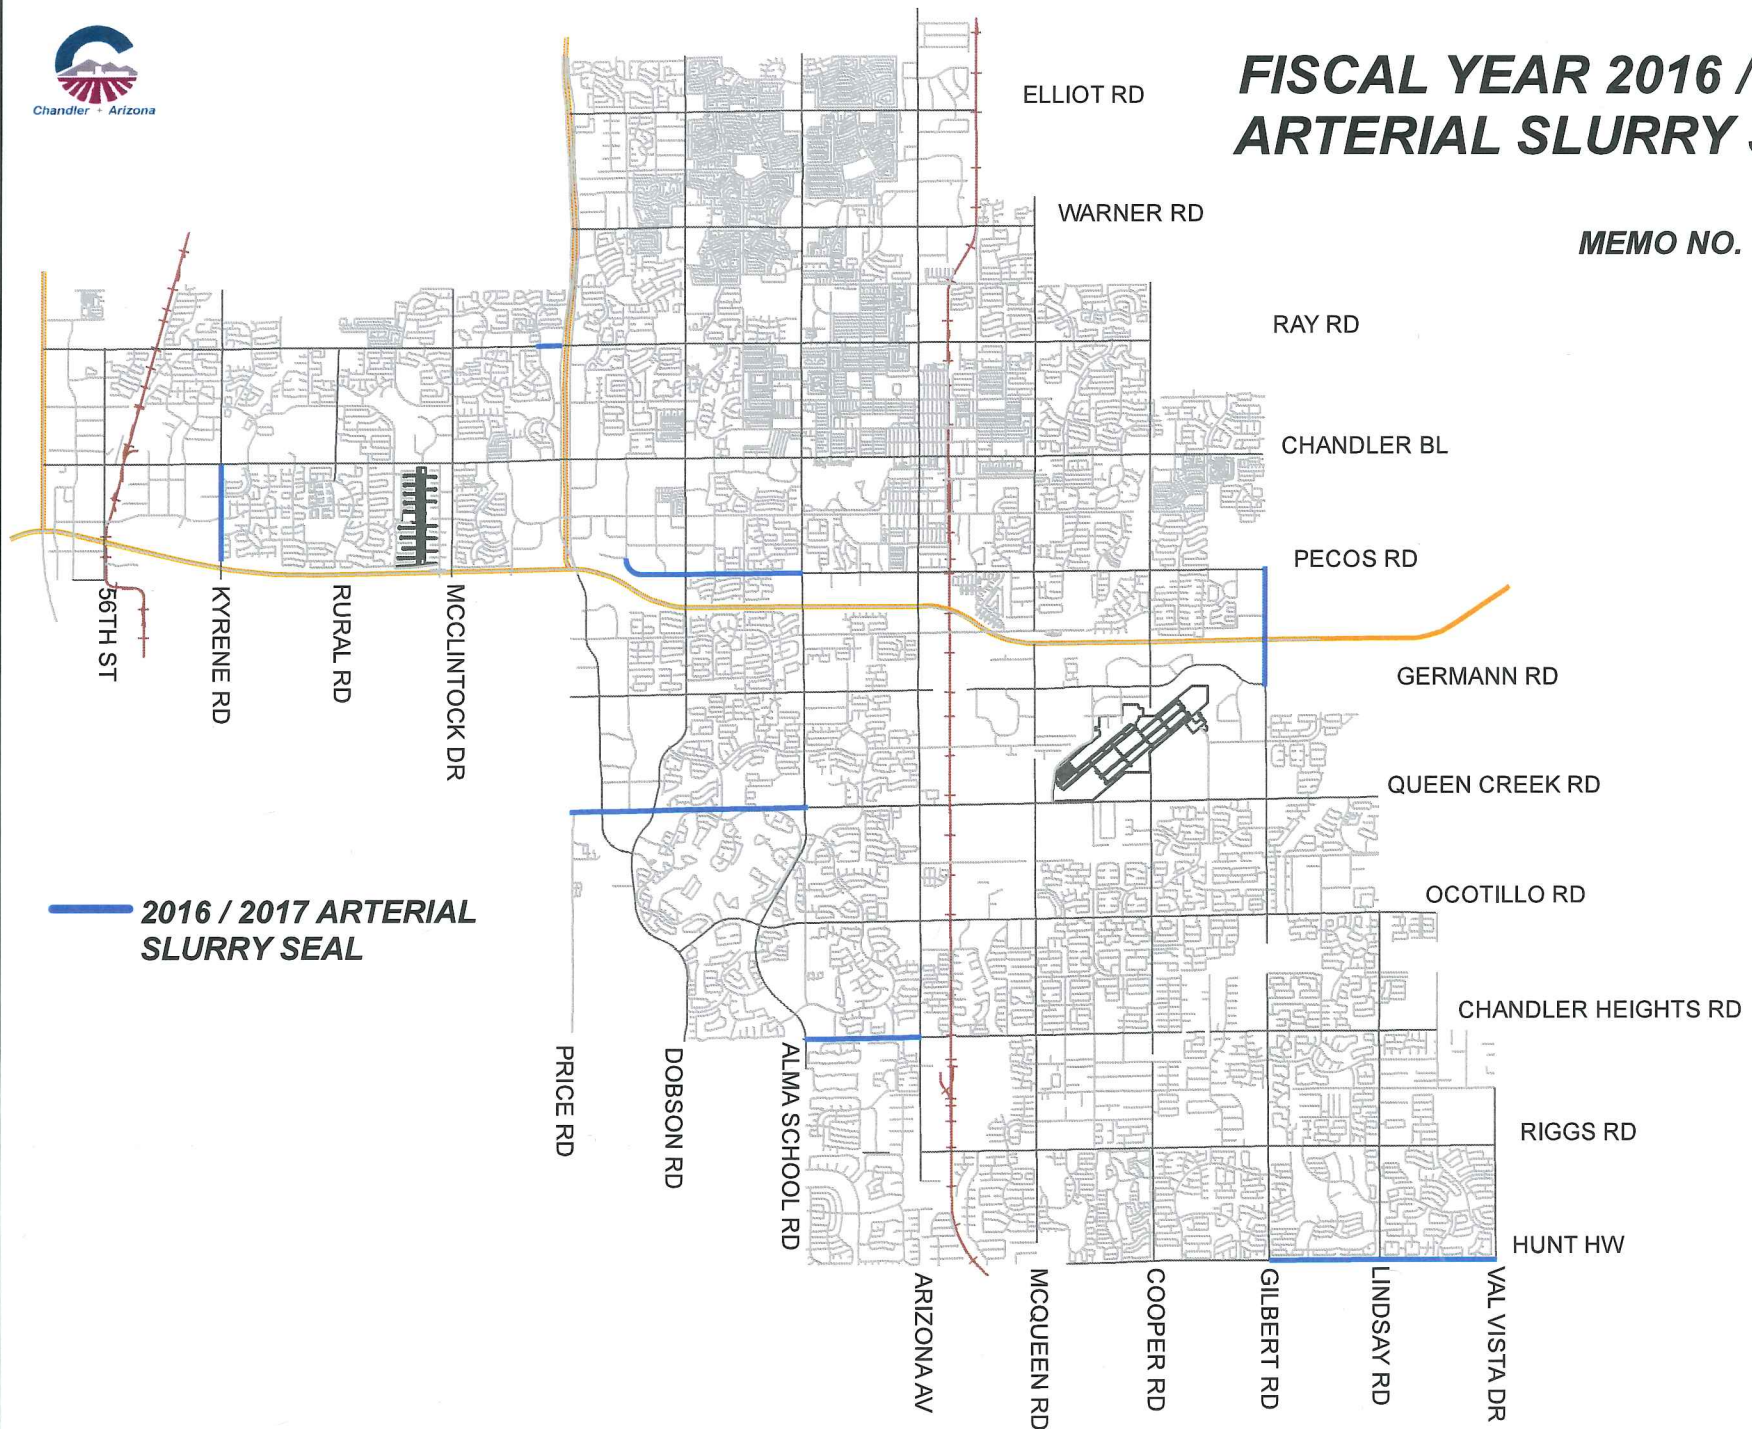 Chandler + Arizona
FISCAL YEAR 2016 /
ARTERIAL SLURRY
MEMO NO.
ELLIOT RD
WARNER RD
RAY RD
CHANDLER BL
PECOS RD
GERMANN RD
QUEEN CREEK RD
OCOTILLO RD
CHANDLER HEIGHTS RD
RIGGS RD
HUNT HW
56TH ST
KYRENE RD
RURAL RD
MCCLINTOCK DR
PRICE RD
DOBSON RD
ALMA SCHOOL RD
ARIZONA AV
MCQUEEN RD
COOPER RD
GILBERT RD
LINDSAY RD
VAL VISTA DR
2016 / 2017 ARTERIAL
SLURRY SEAL